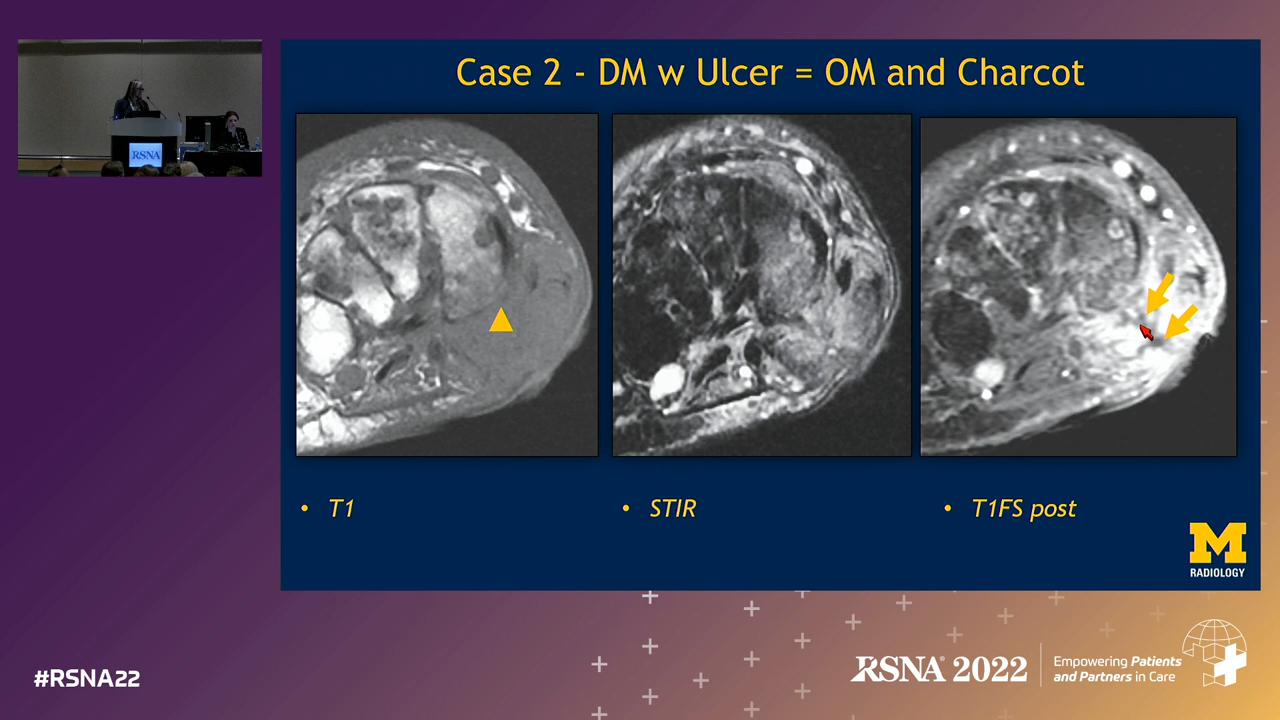 Case 2 - DM w Ulcer = OM and Charcot
RSNA
• T1
• STIR
• T1FS post
M
RADIOLOGY
#RSNA22
RSNA® 2022
Empowering Patients
and Partners in Care